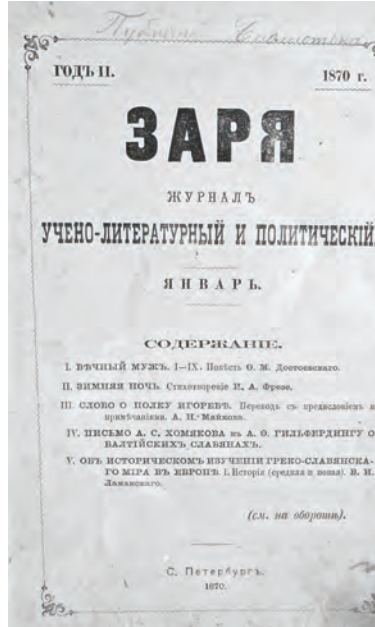 Библиотека
ГОДЪ II.
1870 г.
ЗАРЯ
ЖУРНАЛЪ
УЧЕНО-ЛИТЕРАТУРНЫЙ И ПОЛИТИЧЕСКІЙ
ЯНВАРЬ.
СОДЕРЖАНІЕ.
I. ВѢЧНЫЙ МУЖЪ. I—IX. Повѣсть Ѳ. М. Достоевскаго.
II. ЗИМНЯЯ НОЧЬ. Стихотвореніе И. А. Фрезе.
III. СЛОВО О ПОЛКУ ИГОРЕВѢ. Переводъ съ предисловіемъ и
примѣчаніями. А. Н. Майкова.
IV. ПИСЬМО А. С. ХОМЯКОВА къ А. Ѳ. ГИЛЬФЕРДИНГУ О
БАЛТІЙСКИХЪ СЛАВЯНАХЪ.
V. ОБЪ ИСТОРИЧЕСКОМЪ ИЗУЧЕНІИ ГРЕКО-СЛАВЯНСКА-
ГО МІРА ВЪ ЕВРОПѢ. I. Исторія (средняя и новая). В. И.
Ламанскаго.
(см. на оборотѣ).
С. Петербургъ.
1870.